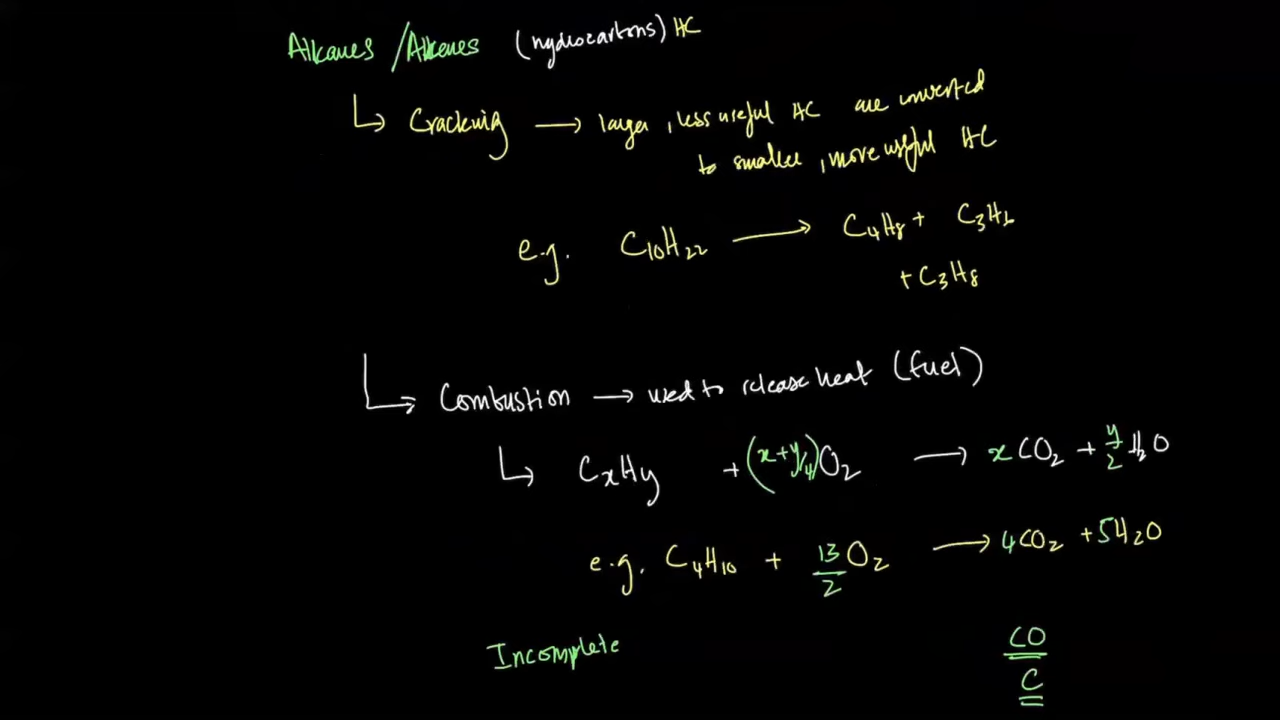 Alkanes /Alkenes (hydrocarbons) HC
↳ Cracking → larger, less useful HC are converted
to smaller, more useful HC
e.g. C₁₀H₂₂ → C₄H₈ + C₃H₆
+ C₃H₈
↳ Combustion → used to release heat (fuel)
↳ CₓHy + (x+y/4)O₂ → xCO₂ + y/2 H₂O
e.g. C₄H₁₀ + 13/2 O₂ → 4CO₂ + 5H₂O
Incomplete CO
C